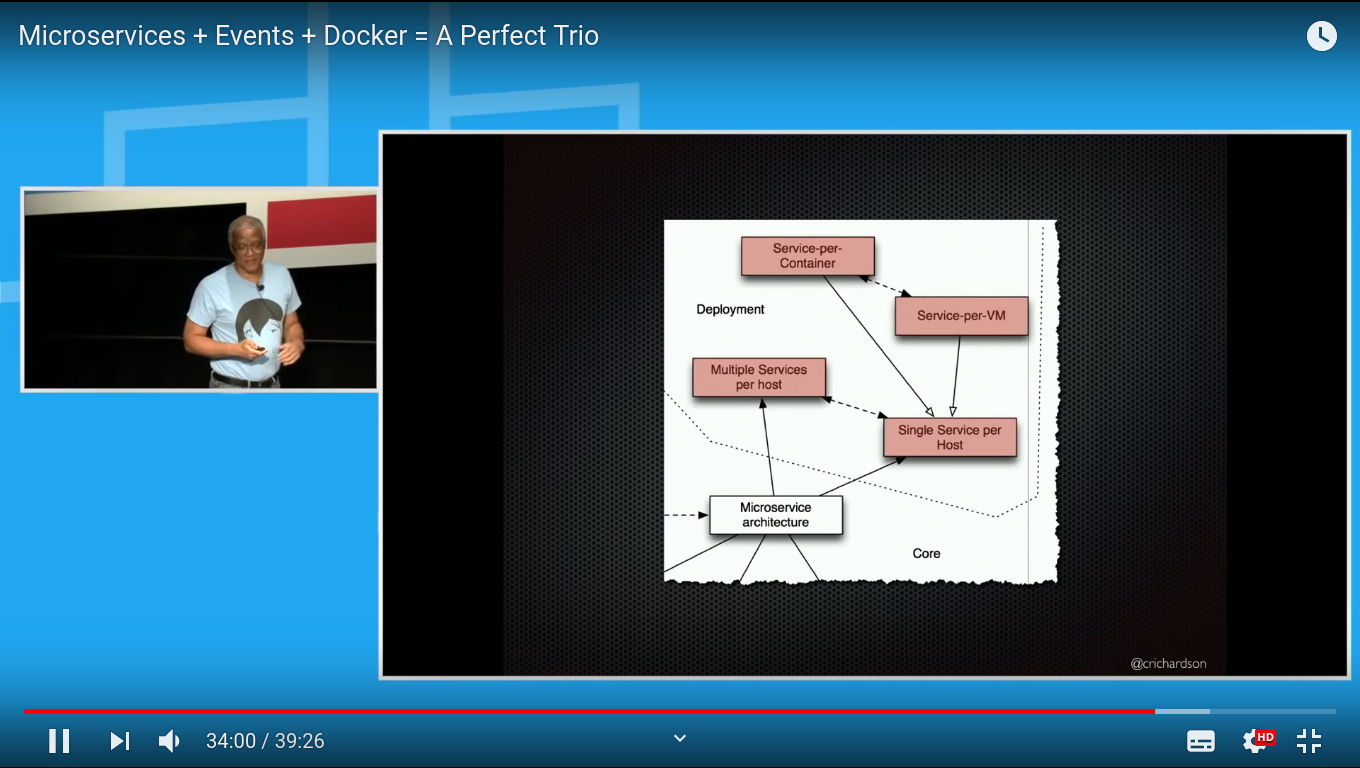 Microservices + Events + Docker = A Perfect Trio
Service-per-
Container
Deployment
Service-per-VM
Multiple Services
per host
Single Service per
Host
Microservice
architecture
Core
@crichardson
34:00 / 39:26
HD